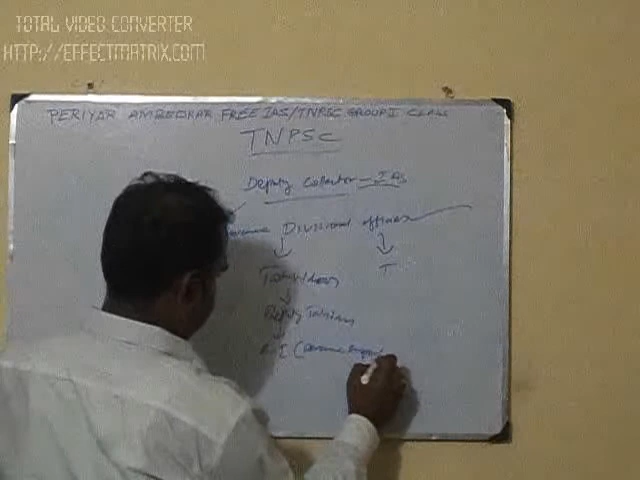 TOTAL VIDEO CONVERTER
HTTP://EFFECTMATRIX.COM
PERIYAR AMBEDKAR FREE IAS/TNPSC GROUP I CLASS
TNPSC
Deputy Collector - IAS
Divisional officer
T
Deputy Tahsildar
R.I (Revenue